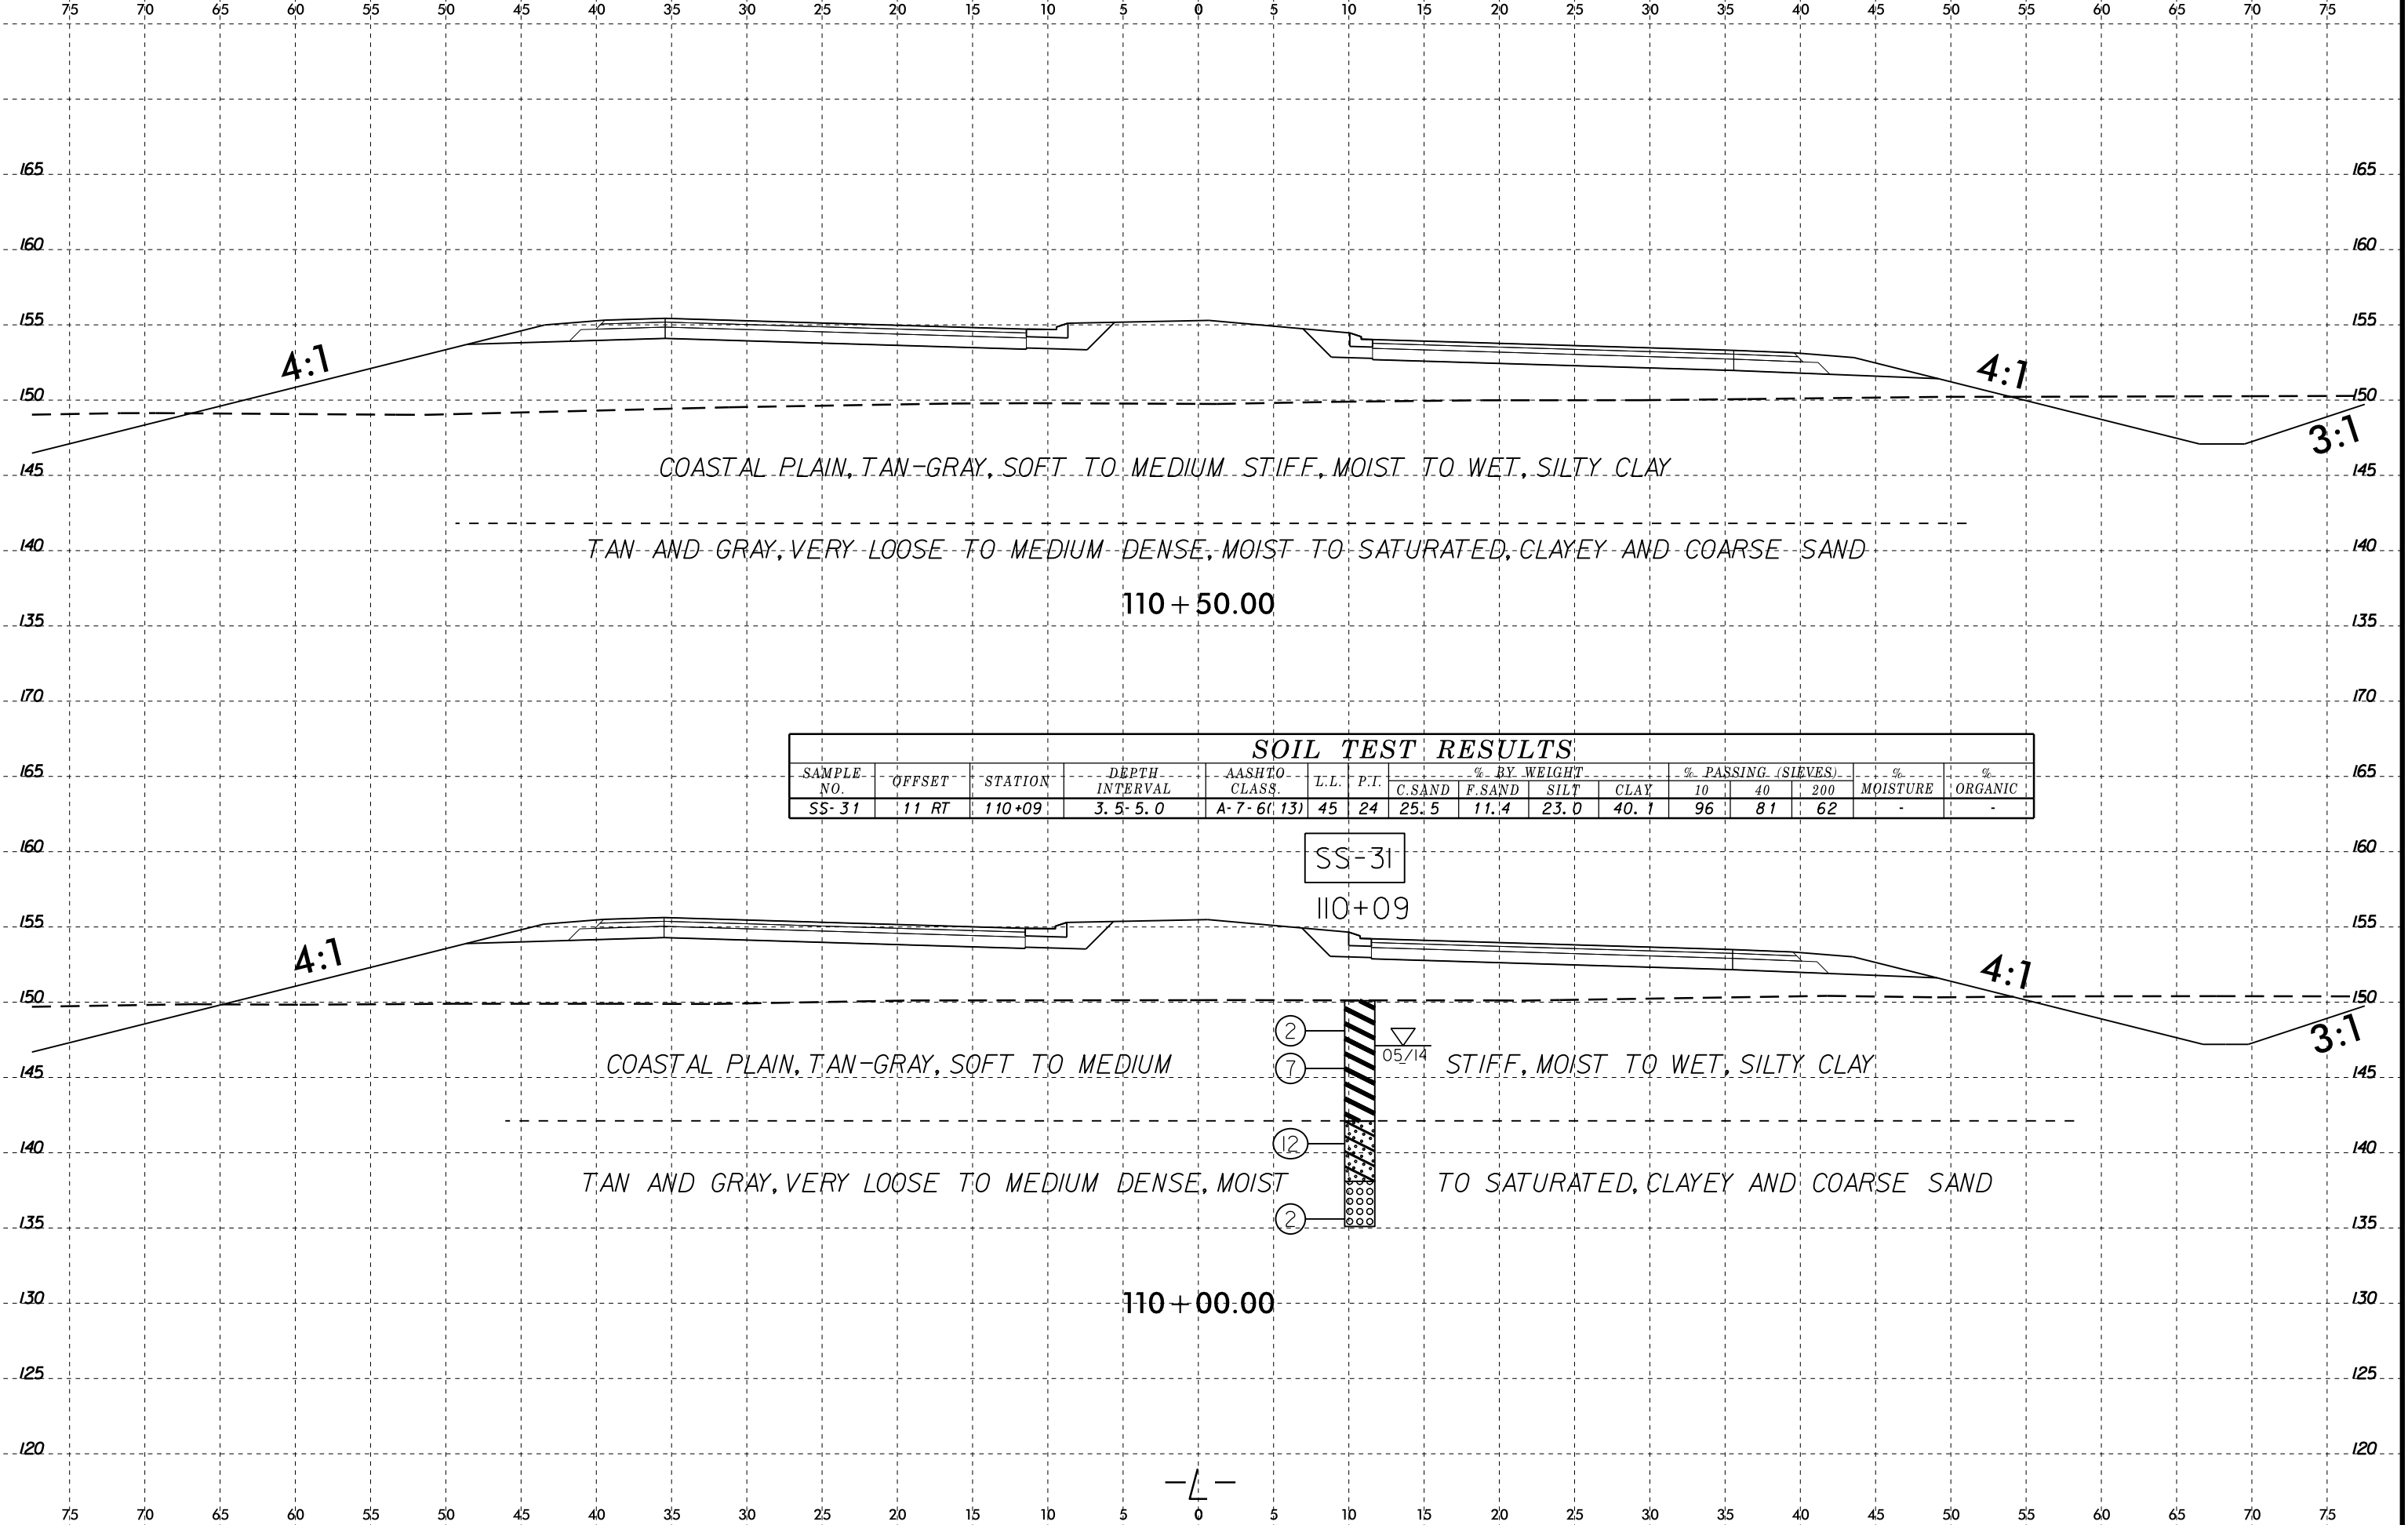 75 70 65 60 55 50 45 40 35 30 25 20 15 10 5 0 5 10 15 20 25 30 35 40 45 50 55 60 65 70 75
165 165
160 160
155 155
4:1 4:1
150 150
3:1
COASTAL PLAIN, TAN-GRAY, SOFT TO MEDIUM STIFF, MOIST TO WET, SILTY CLAY
145 145
TAN AND GRAY, VERY LOOSE TO MEDIUM DENSE, MOIST TO SATURATED, CLAYEY AND COARSE SAND
140 140
110+50.00
135 135
170 170
SOIL TEST RESULTS
165 165
SAMPLE NO. OFFSET STATION DEPTH INTERVAL AASHTO CLASS. L.L. P.I. % BY WEIGHT % PASSING (SIEVES) % MOISTURE % ORGANIC
C.SAND F.SAND SILT CLAY 10 40 200
SS-31 11 RT 110+09 3.5-5.0 A-7-6(13) 45 24 25.5 11.4 23.0 40.1 96 81 62 - -
160 160
SS-31
110+09
155 155
4:1 4:1
150 150
2
05/14
3:1
COASTAL PLAIN, TAN-GRAY, SOFT TO MEDIUM STIFF, MOIST TO WET, SILTY CLAY
7
145 145
12
140 140
TAN AND GRAY, VERY LOOSE TO MEDIUM DENSE, MOIST TO SATURATED, CLAYEY AND COARSE SAND
2
135 135
110+00.00
130 130
125 125
120 120
-L-
75 70 65 60 55 50 45 40 35 30 25 20 15 10 5 0 5 10 15 20 25 30 35 40 45 50 55 60 65 70 75